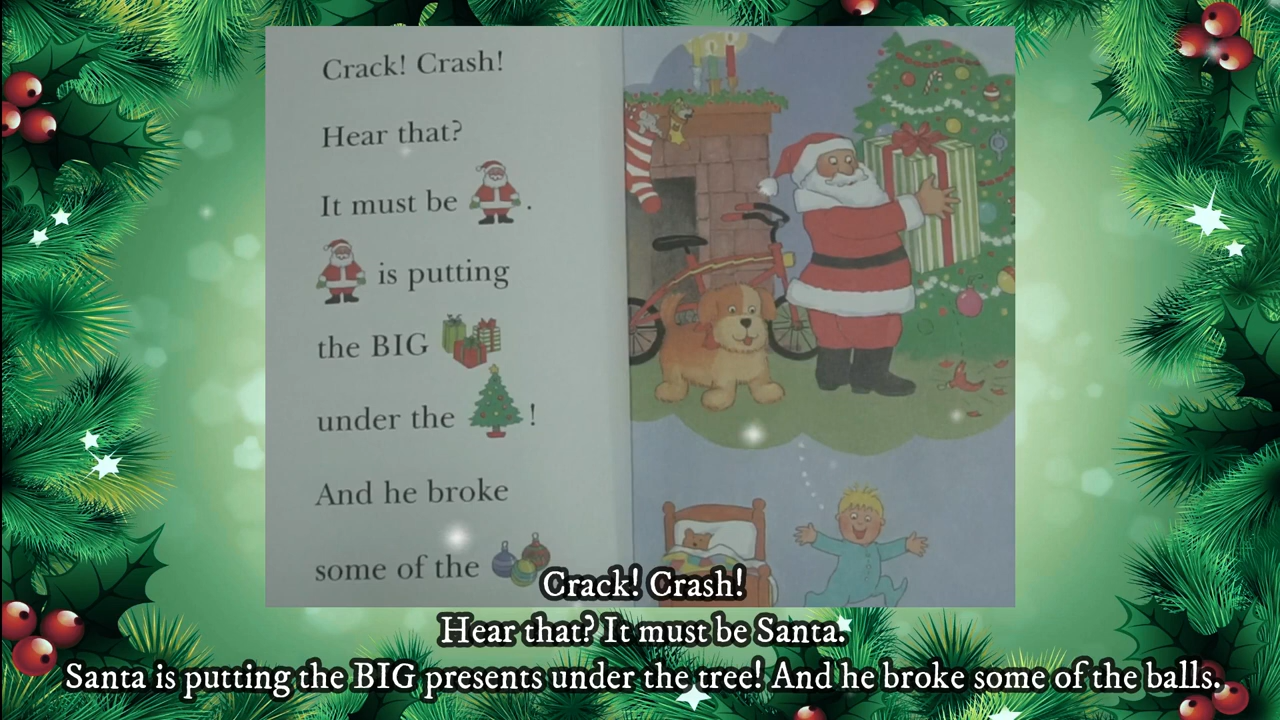 Crack! Crash!
Hear that?
It must be .
is putting
the BIG
under the !
And he broke
some of the
Crack! Crash!
Hear that? It must be Santa.
Santa is putting the BIG presents under the tree! And he broke some of the balls.